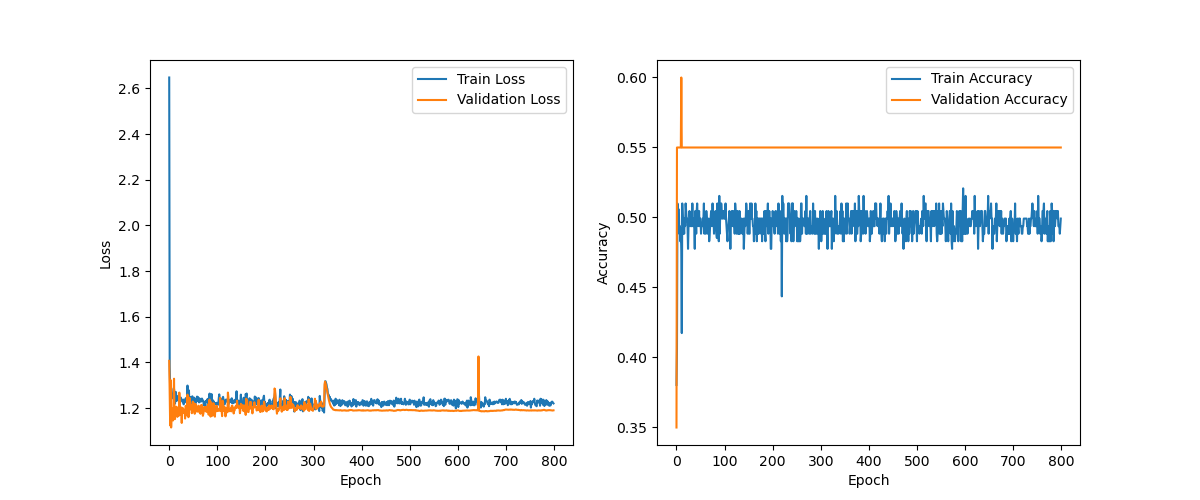 Train Loss
Validation Loss
2.6
2.4
2.2
2.0
1.8
1.6
1.4
1.2
Loss
0 100 200 300 400 500 600 700 800
Epoch
Train Accuracy
Validation Accuracy
0.60
0.55
0.50
0.45
0.40
0.35
Accuracy
0 100 200 300 400 500 600 700 800
Epoch